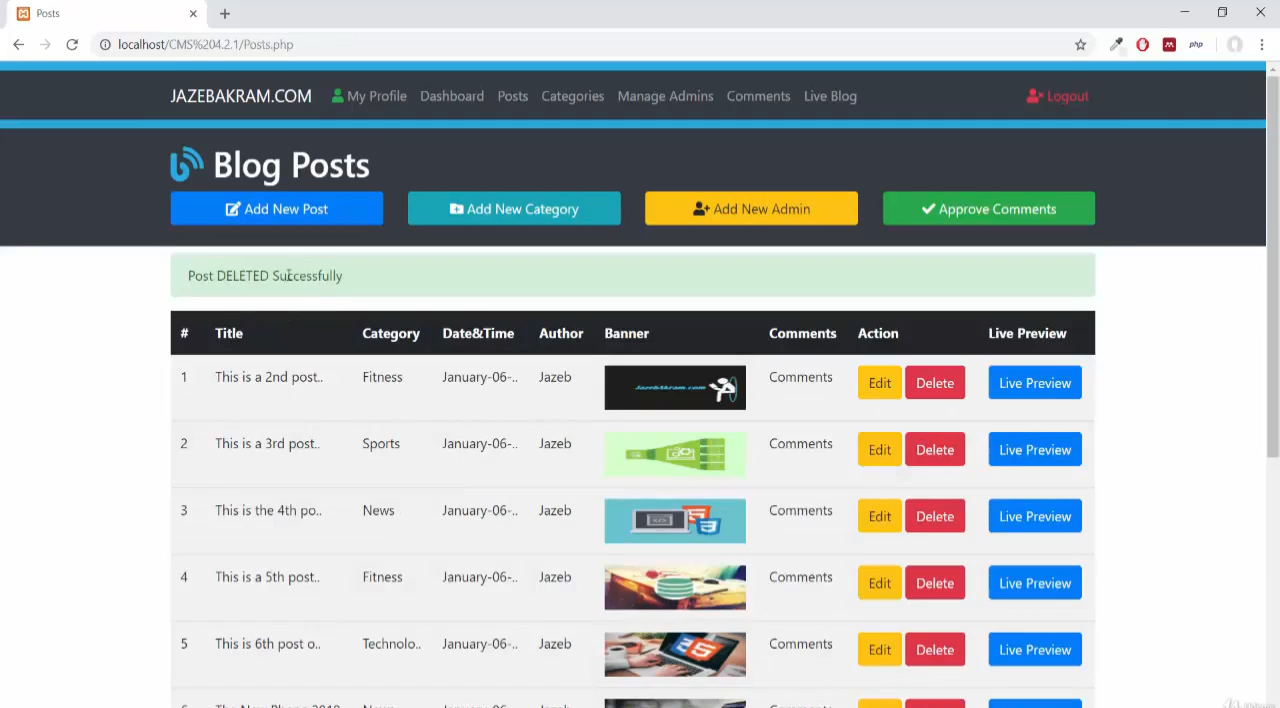 Posts
localhost/CMS%204.2.1/Posts.php
php
JAZEBAKRAM.COM My Profile Dashboard Posts Categories Manage Admins Comments Live Blog Logout
Blog Posts
Add New Post Add New Category Add New Admin Approve Comments
Post DELETED Successfully
# Title Category Date&Time Author Banner Comments Action Live Preview
1 This is a 2nd post.. Fitness January-06-.. Jazeb JazebAkram.com Comments Edit Delete Live Preview
2 This is a 3rd post.. Sports January-06-.. Jazeb Comments Edit Delete Live Preview
3 This is the 4th po.. News January-06-.. Jazeb Comments Edit Delete Live Preview
4 This is a 5th post.. Fitness January-06-.. Jazeb Comments Edit Delete Live Preview
5 This is 6th post o.. Technolo.. January-06-.. Jazeb Comments Edit Delete Live Preview